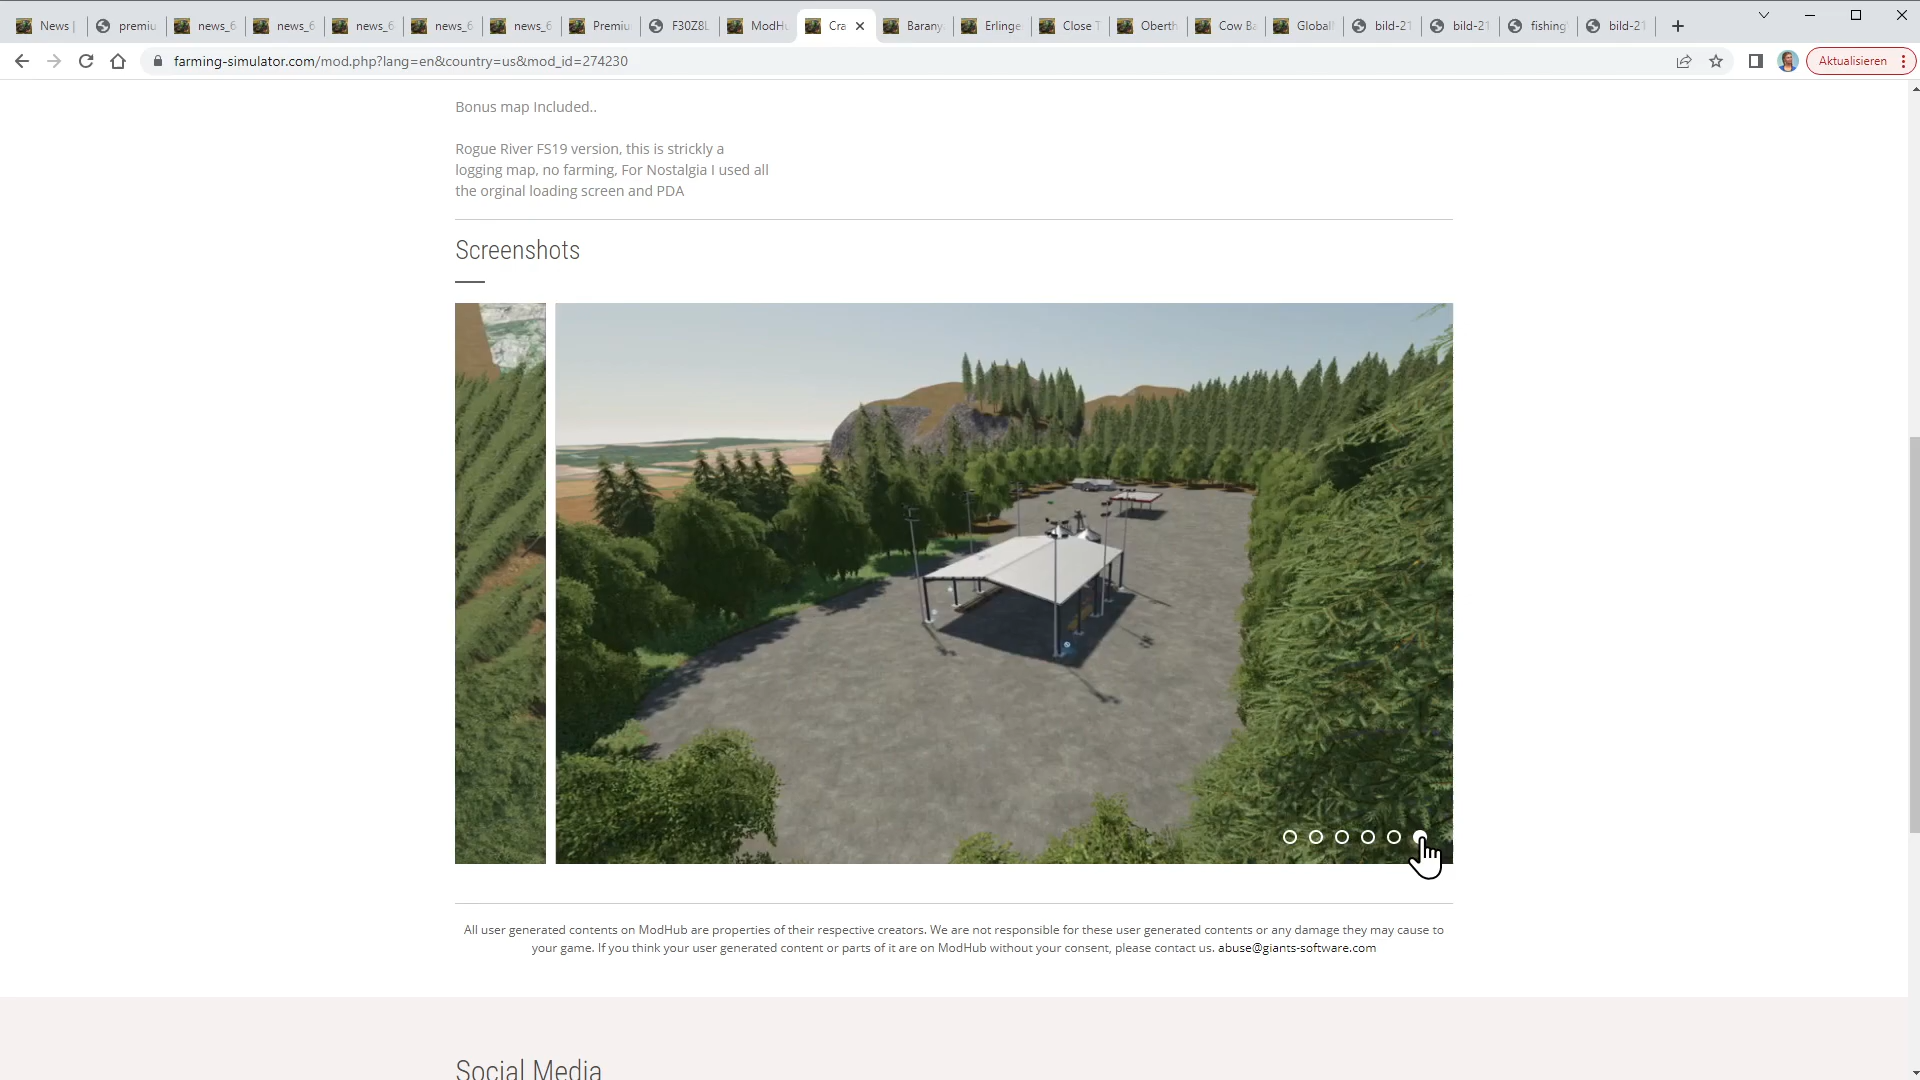 News |
premiu
news_6
news_6
news_6
news_6
news_6
Premiu
F30Z8L
ModHu
Cra
Barany
Erlinge
Close T
Oberth
Cow Ba
Global
bild-21
bild-21
fishing
bild-21
farming-simulator.com/mod.php?lang=en&country=us&mod_id=274230
Aktualisieren
Bonus map Included..
Rogue River FS19 version, this is strickly a
logging map, no farming, For Nostalgia I used all
the orginal loading screen and PDA
Screenshots
All user generated contents on ModHub are properties of their respective creators. We are not responsible for these user generated contents or any damage they may cause to
your game. If you think your user generated content or parts of it are on ModHub without your consent, please contact us. abuse@giants-software.com
Social Media